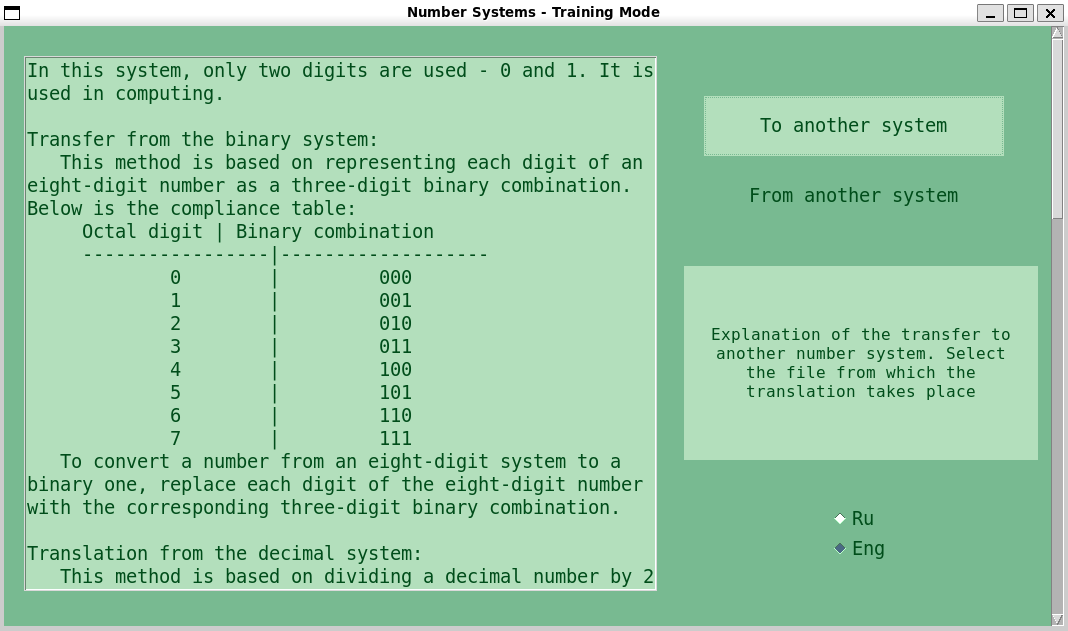 Number Systems - Training Mode
In this system, only two digits are used - 0 and 1. It is
used in computing.
Transfer from the binary system:
This method is based on representing each digit of an
eight-digit number as a three-digit binary combination.
Below is the compliance table:
Octal digit | Binary combination
-----------------|-------------------
0 | 000
1 | 001
2 | 010
3 | 011
4 | 100
5 | 101
6 | 110
7 | 111
To convert a number from an eight-digit system to a
binary one, replace each digit of the eight-digit number
with the corresponding three-digit binary combination.
Translation from the decimal system:
This method is based on dividing a decimal number by 2
To another system
From another system
Explanation of the transfer to
another number system. Select
the file from which the
translation takes place
Ru
Eng